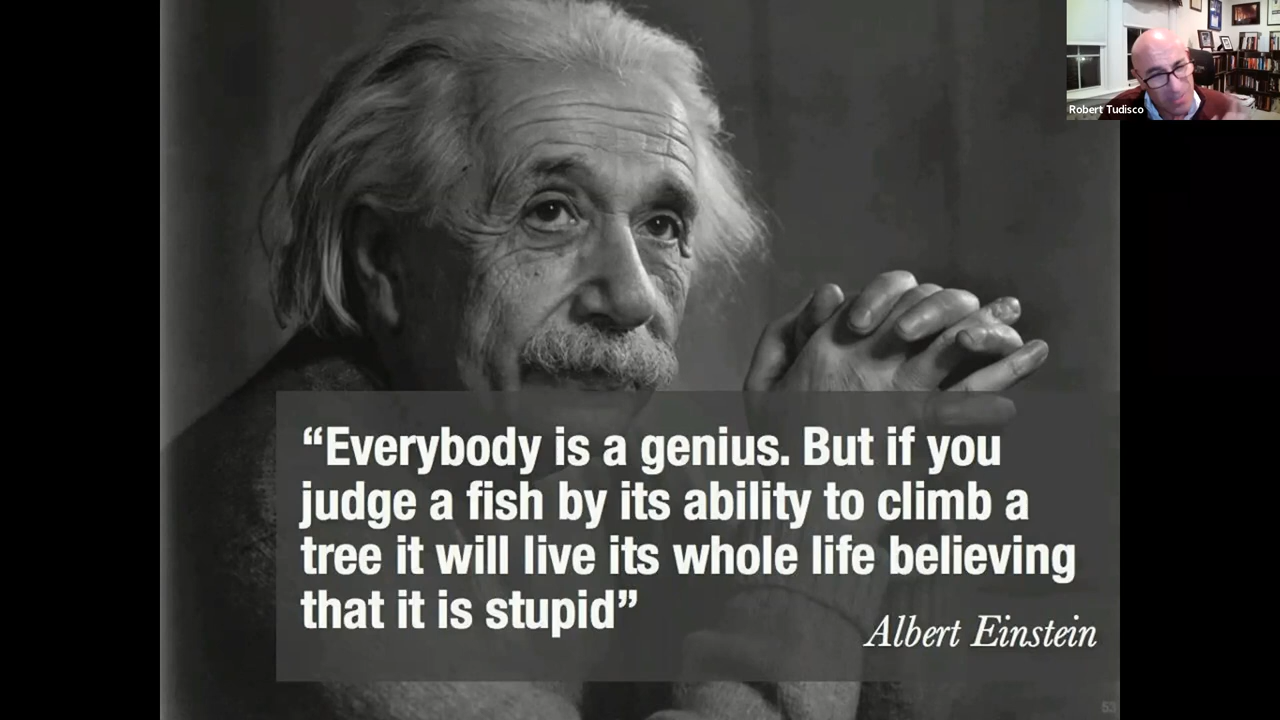 Robert Tudisco
“Everybody is a genius. But if you
judge a fish by its ability to climb a
tree it will live its whole life believing
that it is stupid”
Albert Einstein
53